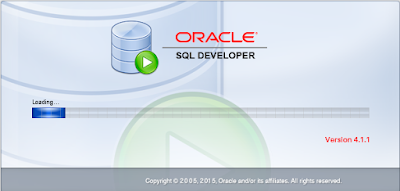 ORACLE®
SQL DEVELOPER
Loading...
Version 4.1.1
Copyright © 2005, 2015, Oracle and/or its affiliates. All rights reserved.